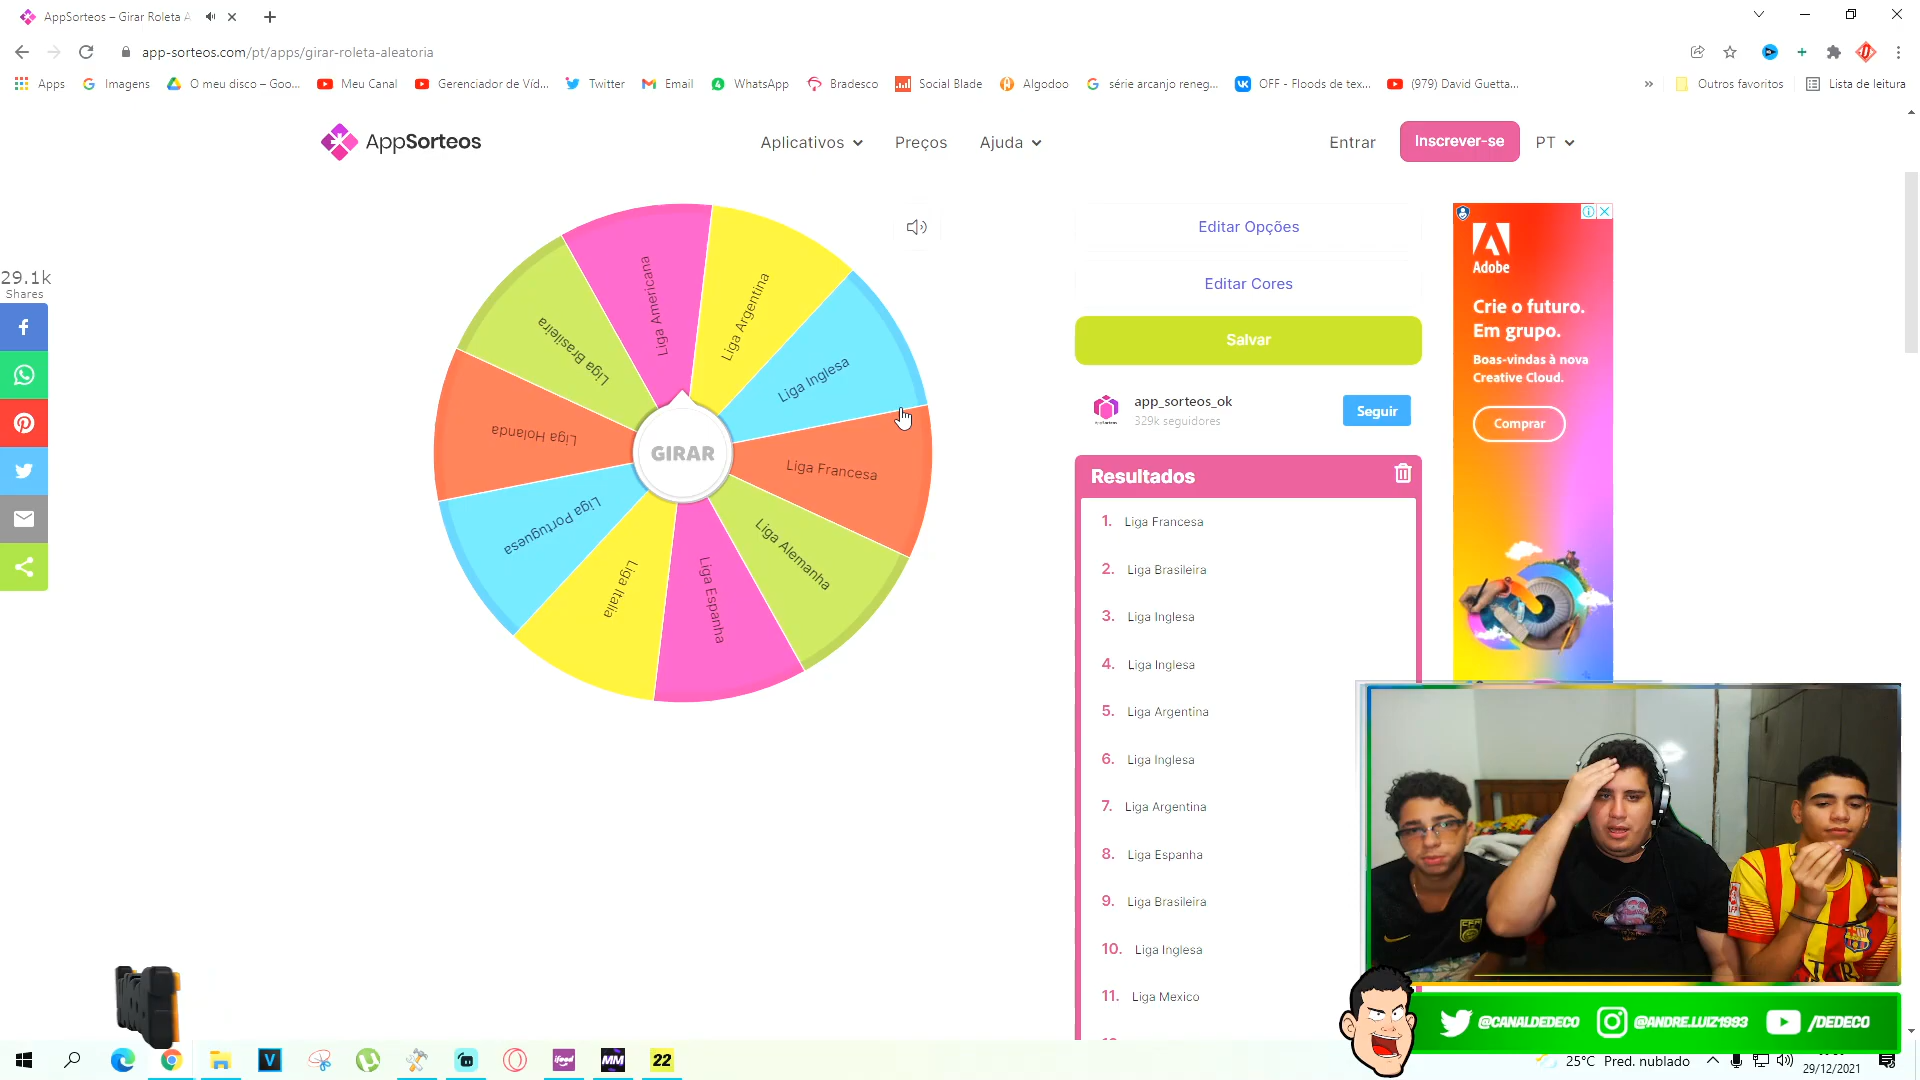 AppSorteos – Girar Roleta A
app-sorteos.com/pt/apps/girar-roleta-aleatoria
Apps
Imagens
O meu disco – Goo...
Meu Canal
Gerenciador de Víd...
Twitter
Email
WhatsApp
Bradesco
Social Blade
Algodoo
série arcanjo reneg...
OFF - Floods de tex...
(979) David Guetta...
»
Outros favoritos
Lista de leitura
AppSorteos
Aplicativos
Preços
Ajuda
Entrar
Inscrever-se
PT
29.1k
Shares
Liga Americana
Liga Argentina
Liga Inglesa
Liga Francesa
Liga Alemanha
Liga Espanha
Liga Italia
Liga Portuguesa
Liga Holanda
Liga Brasileira
GIRAR
Editar Opções
Editar Cores
Salvar
app_sorteos_ok
329k seguidores
Seguir
Resultados
1. Liga Francesa
2. Liga Brasileira
3. Liga Inglesa
4. Liga Inglesa
5. Liga Argentina
6. Liga Inglesa
7. Liga Argentina
8. Liga Espanha
9. Liga Brasileira
10. Liga Inglesa
11. Liga Mexico
Adobe
Crie o futuro.
Em grupo.
Boas-vindas à nova
Creative Cloud.
Comprar
@CANALDEDECO
@ANDRE.LUIZ1993
/DEDECO
V
ifood
MM
22
25°C Pred. nublado
29/12/2021